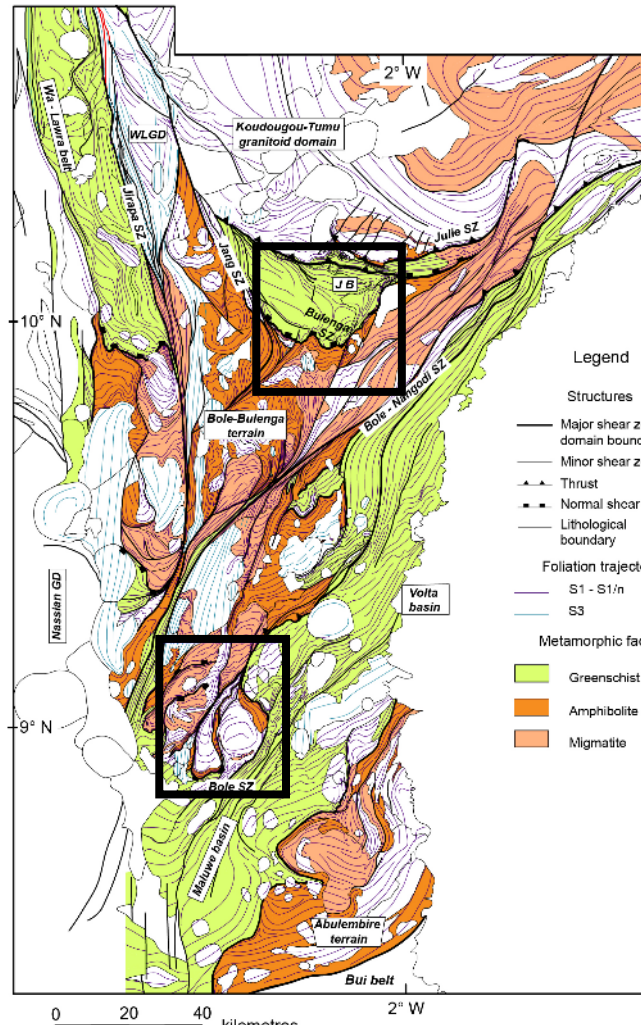 2° W
Wa - Lawra belt
WLGD
Koudougou-Tumu
granitoid domain
Jirapa SZ
Jang SZ
Julie SZ
J B
10° N
Bulenga
SZ
Bole-Bulenga
terrain
Bole - Nangodi SZ
Legend
Structures
Major shear z
domain bound
Minor shear z
Thrust
Normal shear
Lithological
boundary
Foliation trajecto
S1 - S1/n
S3
Metamorphic fac
Greenschist
Amphibolite
Migmatite
Nassian GD
Volta
basin
9° N
Bole SZ
Maluwe basin
Abulembire
terrain
Bui belt
0 20 40
kilometres
2° W